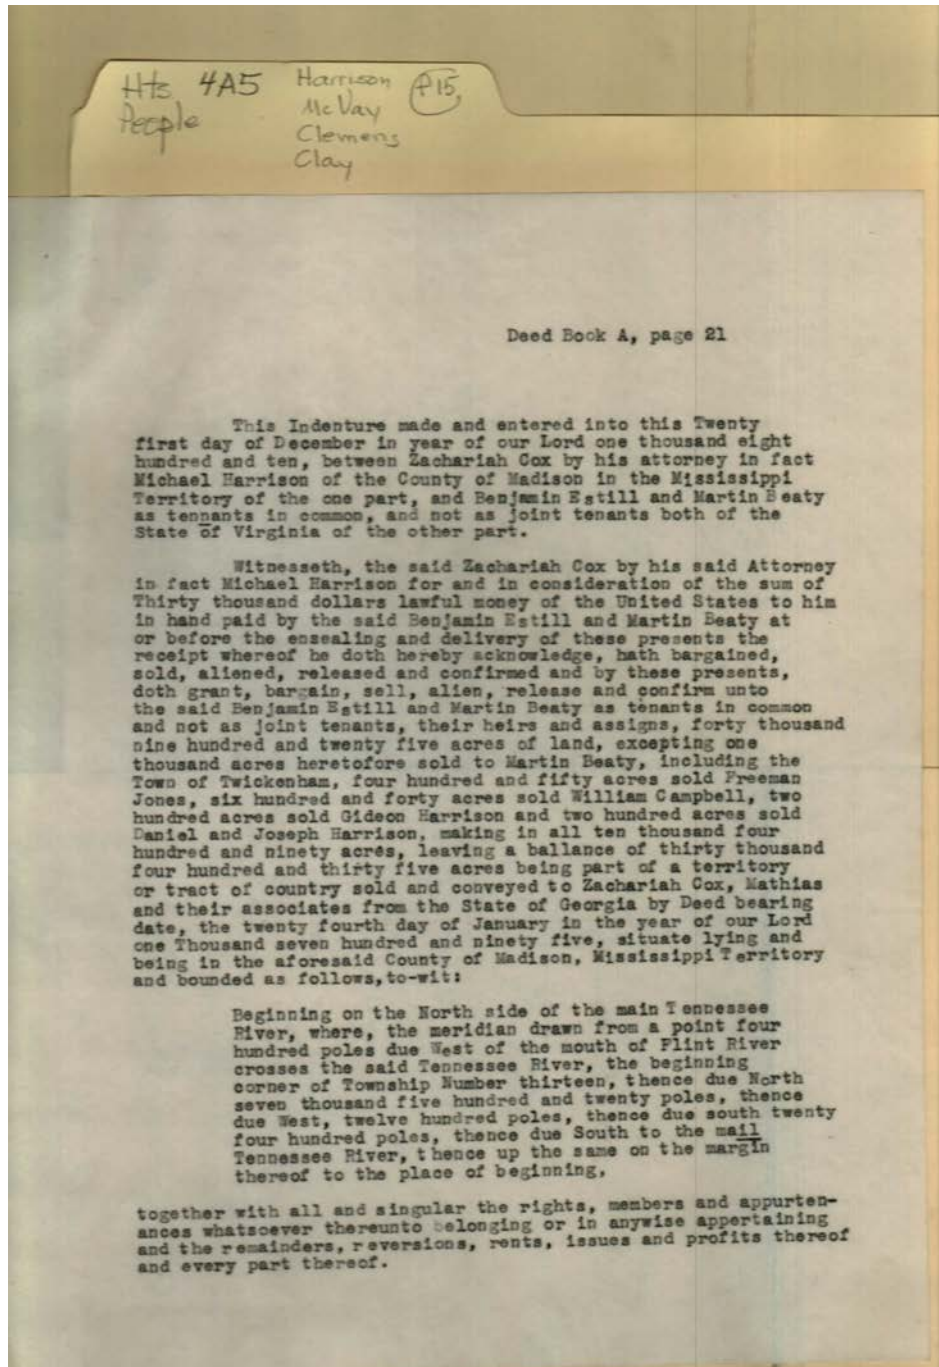 Hts 4A5 Harrison P15
People McVay
Clemens
Clay
Deed Book A, page 21
This Indenture made and entered into this Twenty
first day of December in year of our Lord one thousand eight
hundred and ten, between Zachariah Cox by his attorney in fact
Michael Harrison of the County of Madison in the Mississippi
Territory of the one part, and Benjamin Estill and Martin Beaty
as tennants in common, and not as joint tenants both of the
State of Virginia of the other part.
Witnesseth, the said Zachariah Cox by his said Attorney
in fact Michael Harrison for and in consideration of the sum of
Thirty thousand dollars lawful money of the United States to him
in hand paid by the said Benjamin Estill and Martin Beaty at
or before the ensealing and delivery of these presents the
receipt whereof he doth hereby acknowledge, hath bargained,
sold, aliened, released and confirmed and by these presents,
doth grant, bargain, sell, alien, release and confirm unto
the said Benjamin Estill and Martin Beaty as tenants in common
and not as joint tenants, their heirs and assigns, forty thousand
nine hundred and twenty five acres of land, excepting one
thousand acres heretofore sold to Martin Beaty, including the
Town of Twickenham, four hundred and fifty acres sold Freeman
Jones, six hundred and forty acres sold William Campbell, two
hundred acres sold Gideon Harrison and two hundred acres sold
Daniel and Joseph Harrison, making in all ten thousand four
hundred and ninety acres, leaving a ballance of thirty thousand
four hundred and thirty five acres being part of a territory
or tract of country sold and conveyed to Zachariah Cox, Mathias
and their associates from the State of Georgia by Deed bearing
date, the twenty fourth day of January in the year of our Lord
one Thousand seven hundred and ninety five, situate lying and
being in the aforesaid County of Madison, Mississippi Territory
and bounded as follows, to-wit:
Beginning on the North side of the main Tennessee
River, where, the meridian drawn from a point four
hundred poles due West of the mouth of Flint River
crosses the said Tennessee River, the beginning
corner of Township Number thirteen, thence due North
seven thousand five hundred and twenty poles, thence
due West, twelve hundred poles, thence due south twenty
four hundred poles, thence due South to the mail
Tennessee River, thence up the same on the margin
thereof to the place of beginning,
together with all and singular the rights, members and appurten-
ances whatsoever thereunto belonging or in anywise appertaining
and the remainders, reversions, rents, issues and profits thereof
and every part thereof.